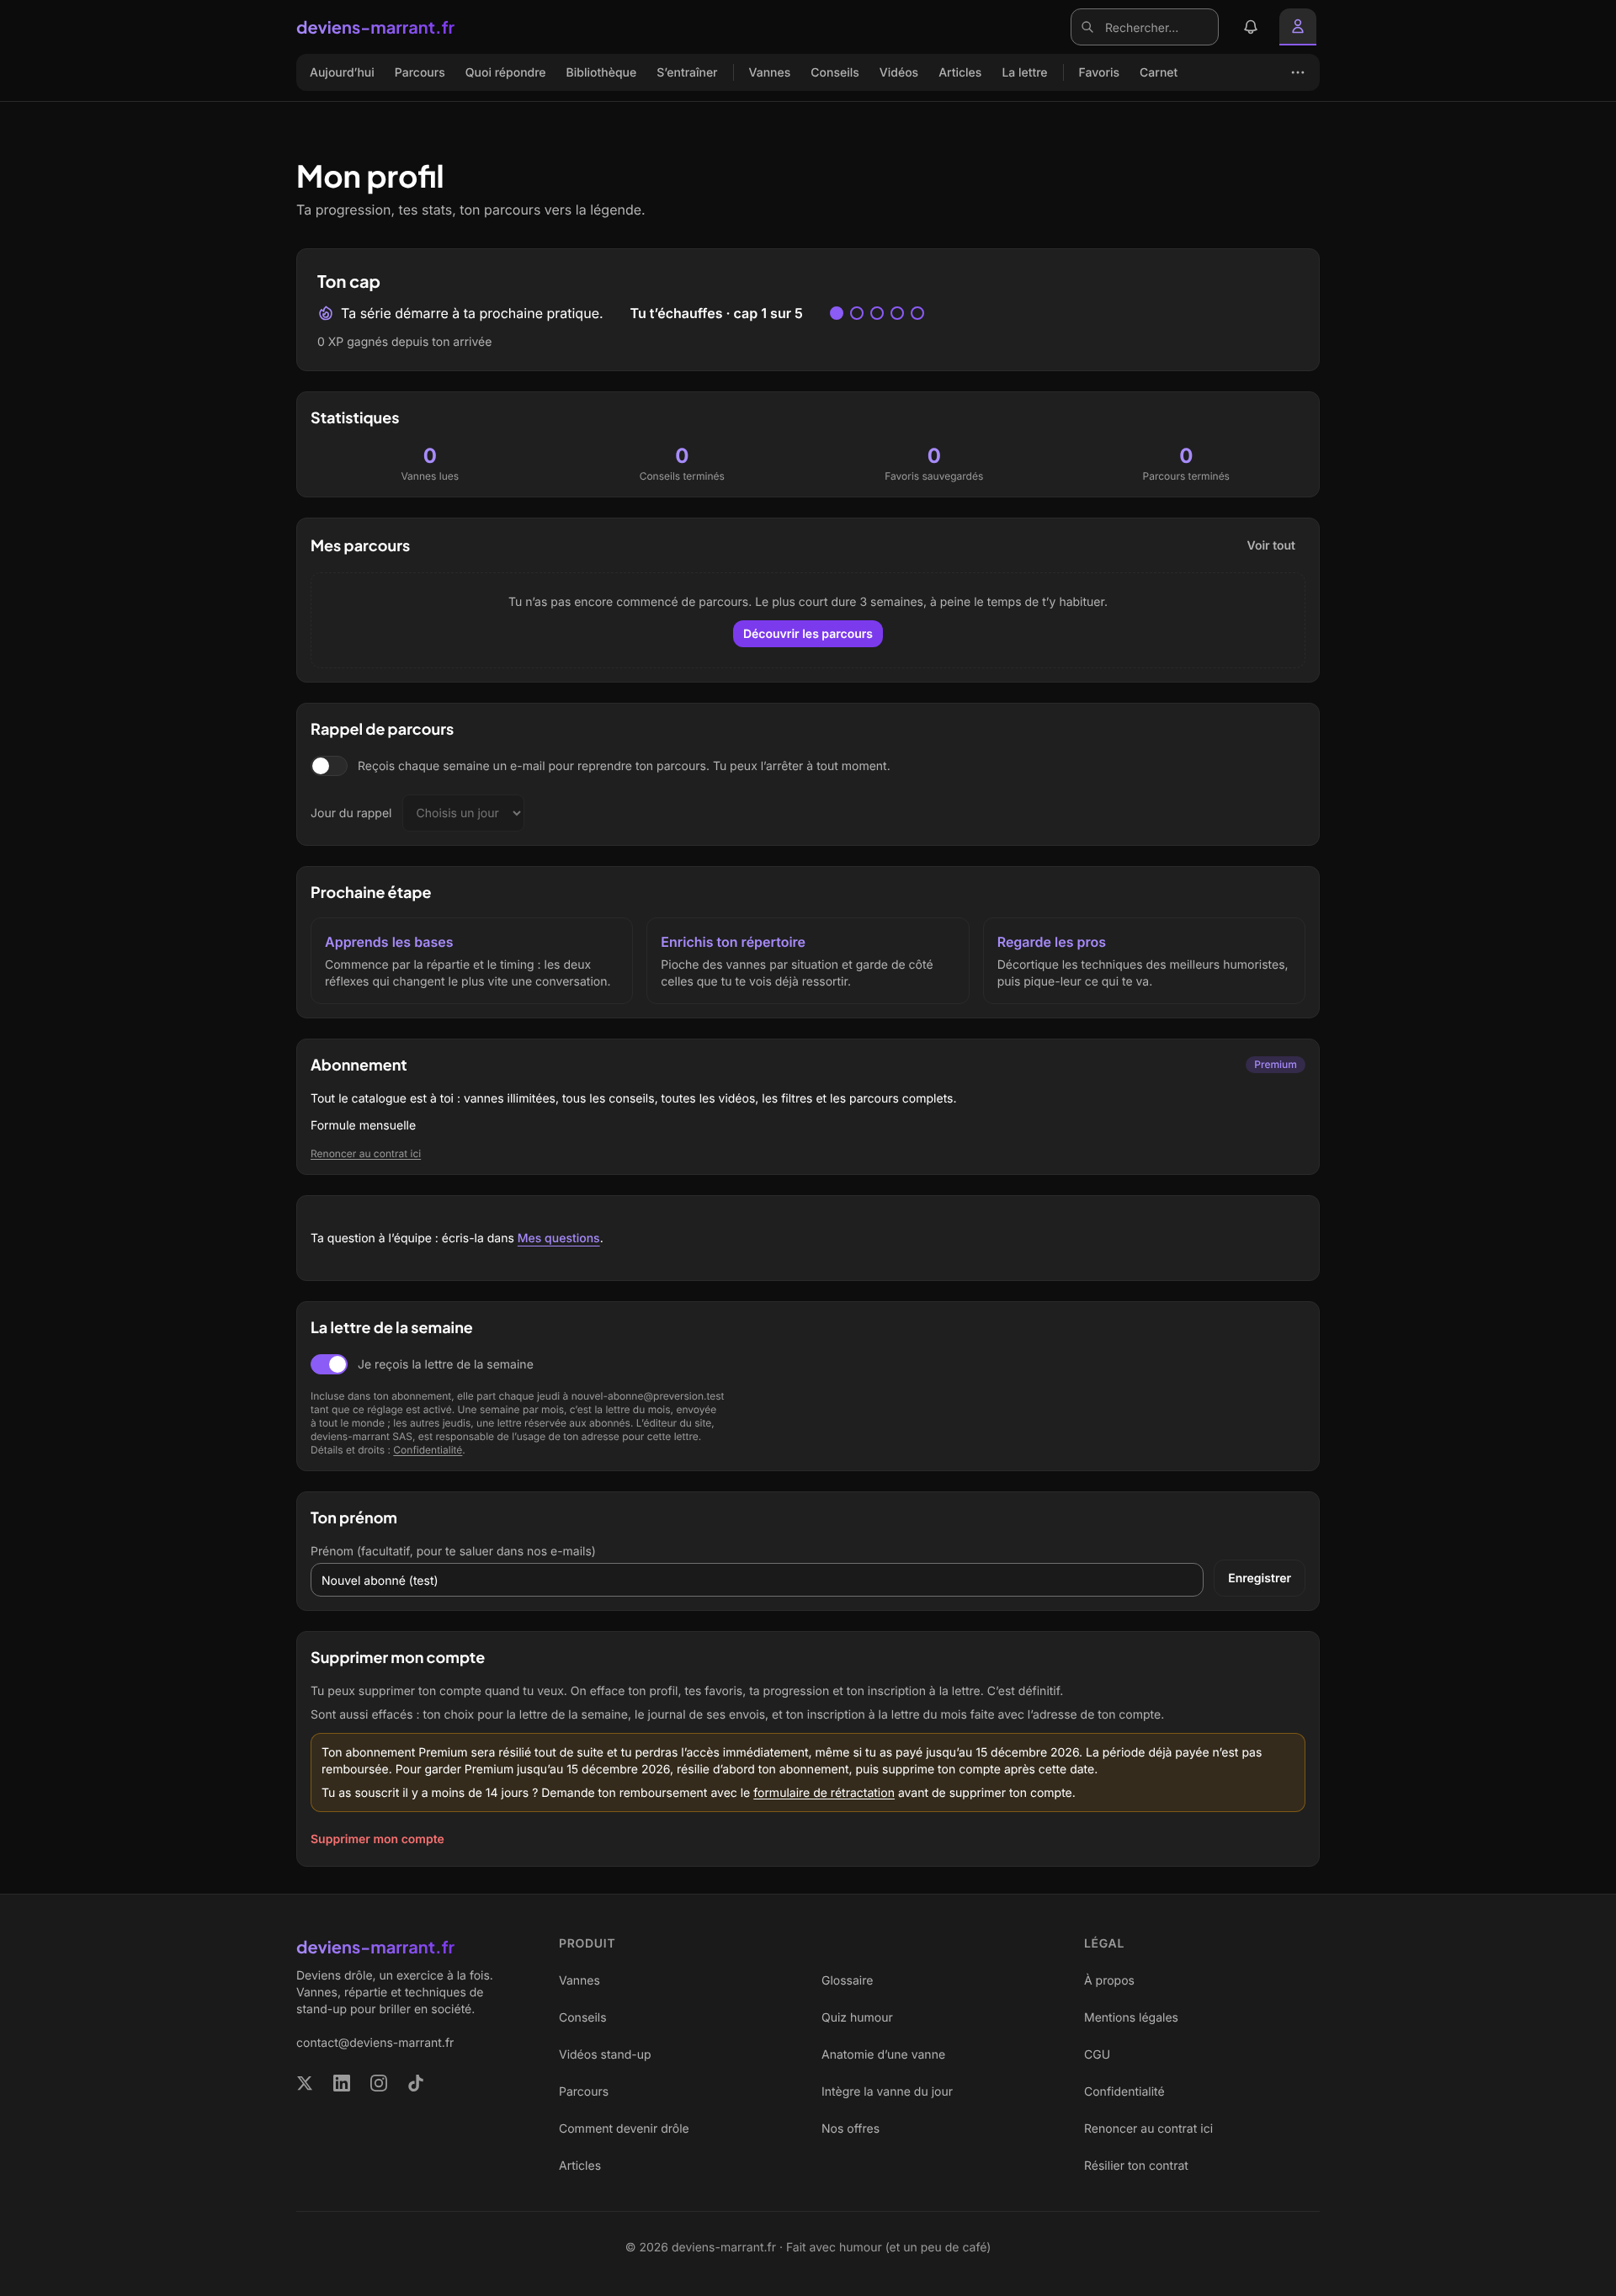 deviens-marrant.fr
Rechercher...
Aujourd’hui
Parcours
Quoi répondre
Bibliothèque
S’entraîner
Vannes
Conseils
Vidéos
Articles
La lettre
Favoris
Carnet
Mon profil
Ta progression, tes stats, ton parcours vers la légende.
Ton cap
Ta série démarre à ta prochaine pratique.
Tu t’échauffes · cap 1 sur 5
0 XP gagnés depuis ton arrivée
Statistiques
0
Vannes lues
0
Conseils terminés
0
Favoris sauvegardés
0
Parcours terminés
Mes parcours
Voir tout
Tu n’as pas encore commencé de parcours. Le plus court dure 3 semaines, à peine le temps de t’y habituer.
Découvrir les parcours
Rappel de parcours
Reçois chaque semaine un e-mail pour reprendre ton parcours. Tu peux l’arrêter à tout moment.
Jour du rappel
Choisis un jour
Prochaine étape
Apprends les bases
Commence par la répartie et le timing : les deux
réflexes qui changent le plus vite une conversation.
Enrichis ton répertoire
Pioche des vannes par situation et garde de côté
celles que tu te vois déjà ressortir.
Regarde les pros
Décortique les techniques des meilleurs humoristes,
puis pique-leur ce qui te va.
Abonnement
Premium
Tout le catalogue est à toi : vannes illimitées, tous les conseils, toutes les vidéos, les filtres et les parcours complets.
Formule mensuelle
Renoncer au contrat ici
Ta question à l’équipe : écris-la dans Mes questions.
La lettre de la semaine
Je reçois la lettre de la semaine
Incluse dans ton abonnement, elle part chaque jeudi à nouvel-abonne@preversion.test
tant que ce réglage est activé. Une semaine par mois, c’est la lettre du mois, envoyée
à tout le monde ; les autres jeudis, une lettre réservée aux abonnés. L’éditeur du site,
deviens-marrant SAS, est responsable de l’usage de ton adresse pour cette lettre.
Détails et droits : Confidentialité.
Ton prénom
Prénom (facultatif, pour te saluer dans nos e-mails)
Nouvel abonné (test)
Enregistrer
Supprimer mon compte
Tu peux supprimer ton compte quand tu veux. On efface ton profil, tes favoris, ta progression et ton inscription à la lettre. C’est définitif.
Sont aussi effacés : ton choix pour la lettre de la semaine, le journal de ses envois, et ton inscription à la lettre du mois faite avec l’adresse de ton compte.
Ton abonnement Premium sera résilié tout de suite et tu perdras l’accès immédiatement, même si tu as payé jusqu’au 15 décembre 2026. La période déjà payée n’est pas
remboursée. Pour garder Premium jusqu’au 15 décembre 2026, résilie d’abord ton abonnement, puis supprime ton compte après cette date.
Tu as souscrit il y a moins de 14 jours ? Demande ton remboursement avec le formulaire de rétractation avant de supprimer ton compte.
Supprimer mon compte
deviens-marrant.fr
Deviens drôle, un exercice à la fois.
Vannes, répartie et techniques de
stand-up pour briller en société.
contact@deviens-marrant.fr
PRODUIT
Vannes
Conseils
Vidéos stand-up
Parcours
Comment devenir drôle
Articles
Glossaire
Quiz humour
Anatomie d’une vanne
Intègre la vanne du jour
Nos offres
LÉGAL
À propos
Mentions légales
CGU
Confidentialité
Renoncer au contrat ici
Résilier ton contrat
© 2026 deviens-marrant.fr · Fait avec humour (et un peu de café)